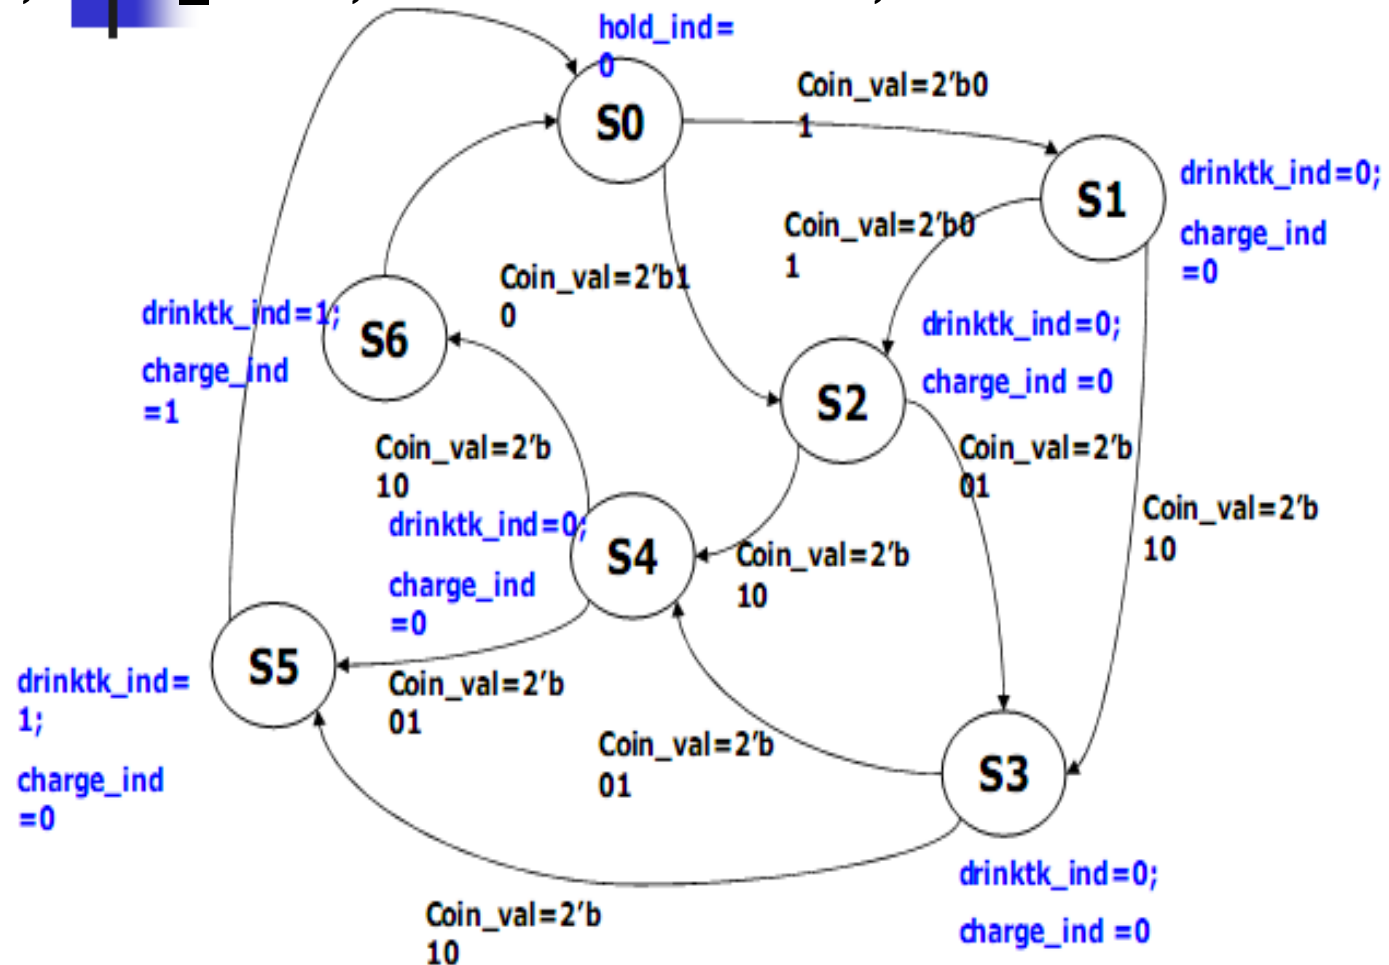 hold_ind=
0
S0
Coin_val=2'b0
1
S1
drinktk_ind=0;
charge_ind
=0
Coin_val=2'b0
1
Coin_val=2'b1
0
drinktk_ind=1;
charge_ind
=1
S6
drinktk_ind=0;
charge_ind =0
S2
Coin_val=2'b
10
Coin_val=2'b
01
Coin_val=2'b
10
drinktk_ind=0;
charge_ind
=0
S4
Coin_val=2'b
10
S5
drinktk_ind=
1;
charge_ind
=0
Coin_val=2'b
01
Coin_val=2'b
01
S3
drinktk_ind=0;
charge_ind =0
Coin_val=2'b
10